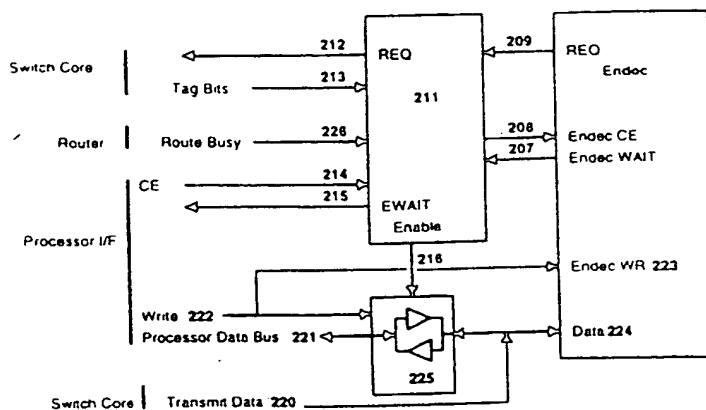 212 REQ 209 REQ
Switch Core 213 Endec
Tag Bits 211
226 208 Endec CE
Router Route Busy 207 Endec WAIT
CE 214
215 EWAIT
Enable
Processor I/F 216 Endec WR 223
Write 222
Processor Data Bus 221 Data 224
225
Switch Core Transmit Data 220